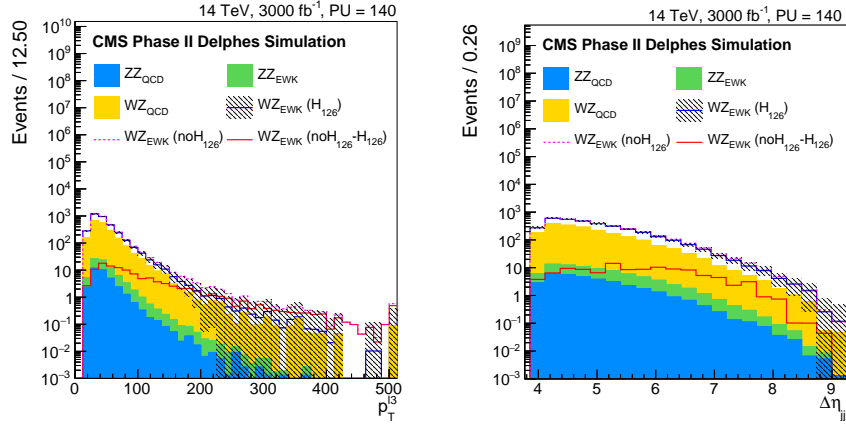 14 TeV, 3000 fb⁻¹, PU = 140
Events / 12.50
CMS Phase II Delphes Simulation
ZZ_QCD ZZ_EWK
WZ_QCD WZ_EWK (H_126)
WZ_EWK (noH_126) WZ_EWK (noH_126-H_126)
10¹⁰
10⁹
10⁸
10⁷
10⁶
10⁵
10⁴
10³
10²
10
1
10⁻¹
10⁻²
10⁻³
0 100 200 300 400 500
p_T^l3
14 TeV, 3000 fb⁻¹, PU = 140
Events / 0.26
CMS Phase II Delphes Simulation
ZZ_QCD ZZ_EWK
WZ_QCD WZ_EWK (H_126)
WZ_EWK (noH_126) WZ_EWK (noH_126-H_126)
10⁹
10⁸
10⁷
10⁶
10⁵
10⁴
10³
10²
10
1
10⁻¹
10⁻²
10⁻³
4 5 6 7 8 9
Δη_jj